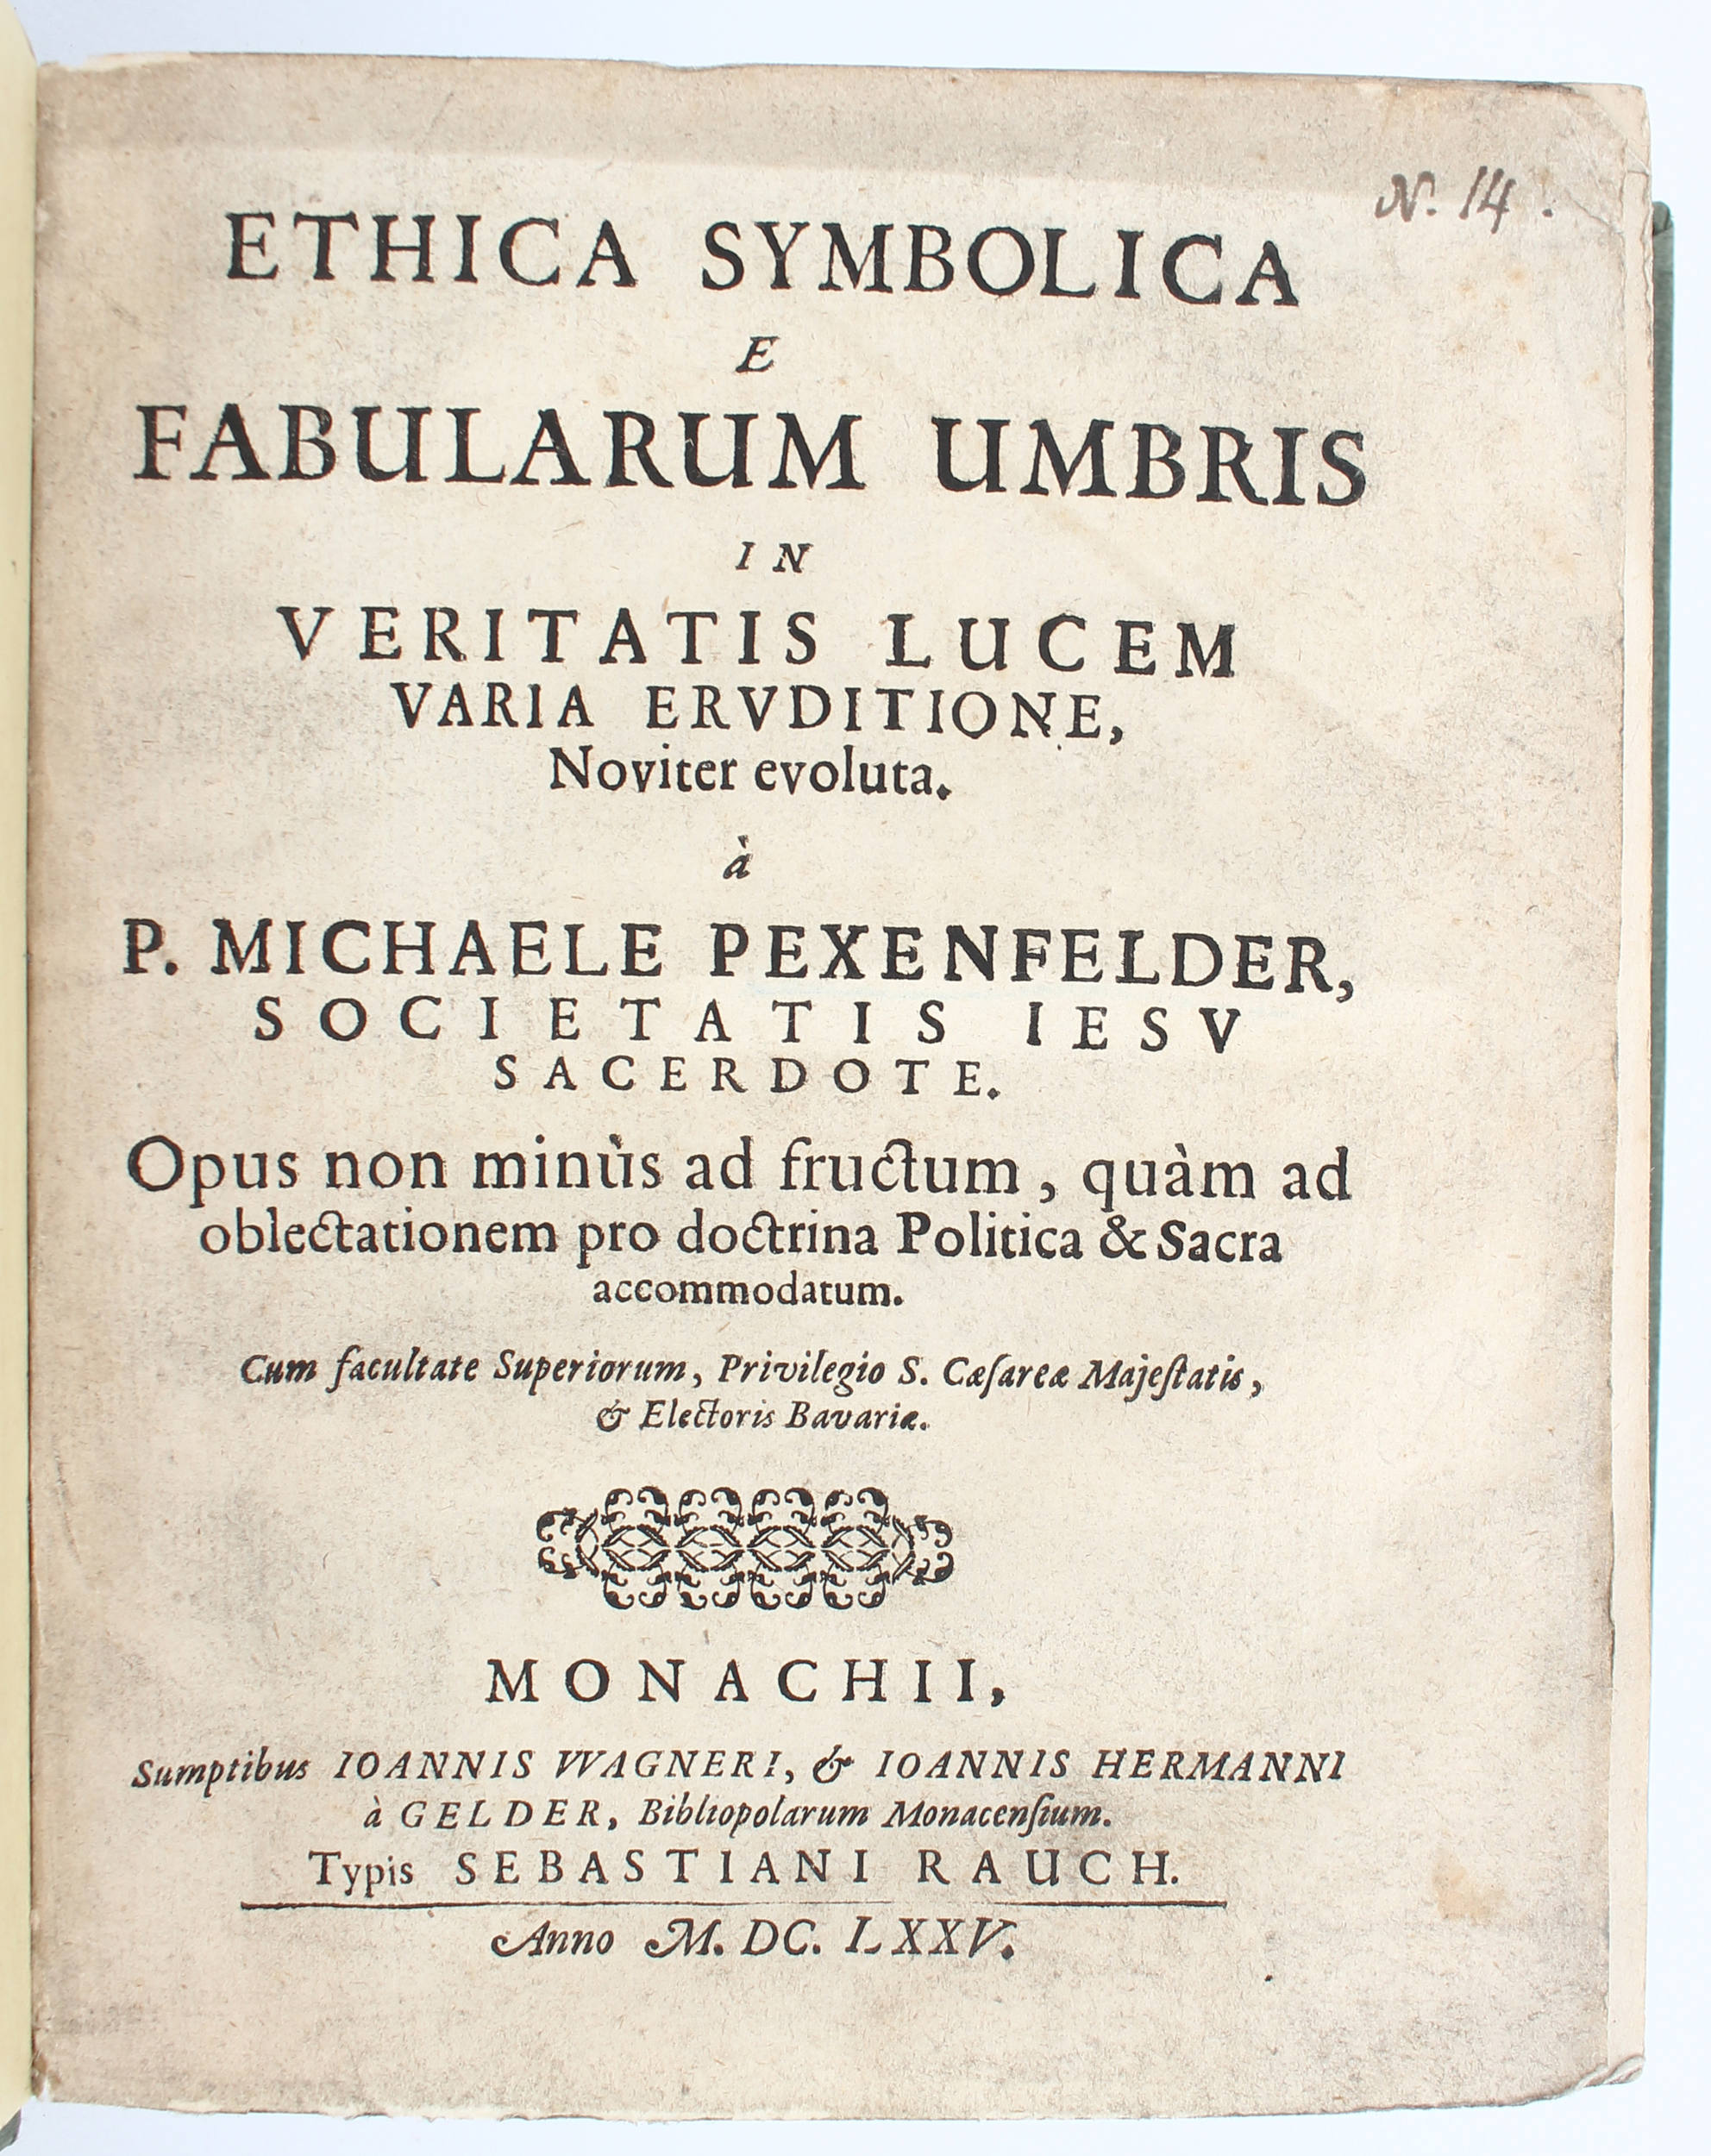 N. 14.
ETHICA SYMBOLICA
E
FABULARUM UMBRIS
IN
VERITATIS LUCEM
VARIA ERVDITIONE,
Noviter evoluta.
à
P. MICHAELE PEXENFELDER,
SOCIETATIS IESV
SACERDOTE.
Opus non minùs ad fructum, quàm ad
oblectationem pro doctrina Politica & Sacra
accommodatum.
Cum facultate Superiorum, Privilegio S. Cæſareæ Majeſtatis,
& Electoris Bavariæ.
MONACHII,
Sumptibus IOANNIS VVAGNERI, & IOANNIS HERMANNI
à GELDER, Bibliopolarum Monacenſium.
Typis SEBASTIANI RAUCH.
Anno M. DC. LXXV.